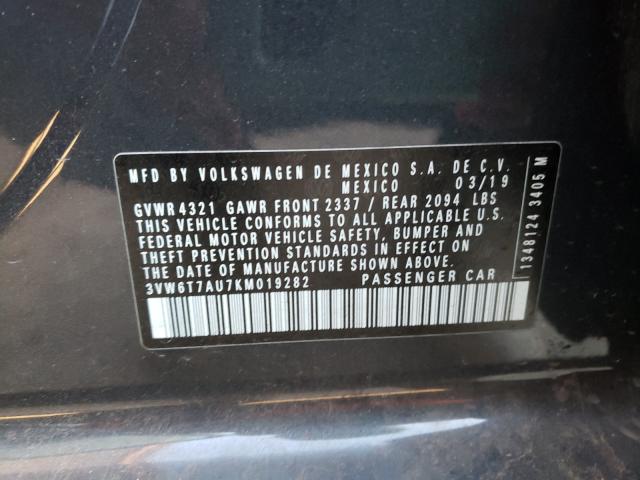 MFD BY VOLKSWAGEN DE MEXICO S.A. DE C.V.
MEXICO 03/19
GVWR 4321 GAWR FRONT 2337 / REAR 2094 LBS
THIS VEHICLE CONFORMS TO ALL APPLICABLE U.S.
FEDERAL MOTOR VEHICLE SAFETY, BUMPER AND
THEFT PREVENTION STANDARDS IN EFFECT ON
THE DATE OF MANUFACTURE SHOWN ABOVE.
3VW6T7AU7KM019282 PASSENGER CAR
1348124 3405 M